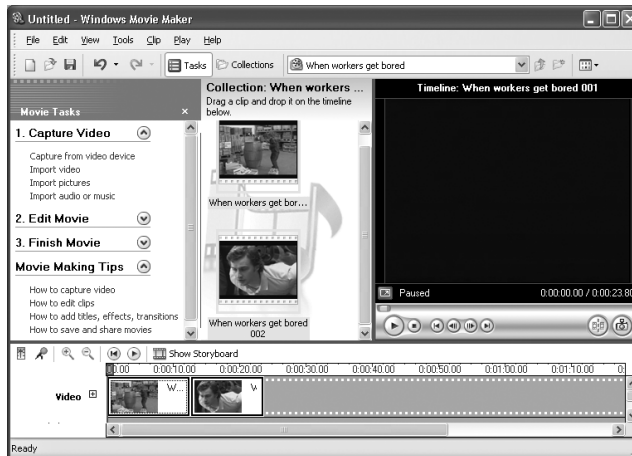 Untitled - Windows Movie Maker
File Edit View Tools Clip Play Help
Tasks Collections When workers get bored
Movie Tasks
1. Capture Video
Capture from video device
Import video
Import pictures
Import audio or music
2. Edit Movie
3. Finish Movie
Movie Making Tips
How to capture video
How to edit clips
How to add titles, effects, transitions
How to save and share movies
Collection: When workers ...
Drag a clip and drop it on the timeline
below.
When workers get bor...
When workers get bored
002
Timeline: When workers get bored 001
Paused 0:00:00.00 / 0:00:23.80
Show Storyboard
0.00 0:00:10.00 0:00:20.00 0:00:30.00 0:00:40.00 0:00:50.00 0:01:00.00 0:01:10.00 0:
Video W...
Ready